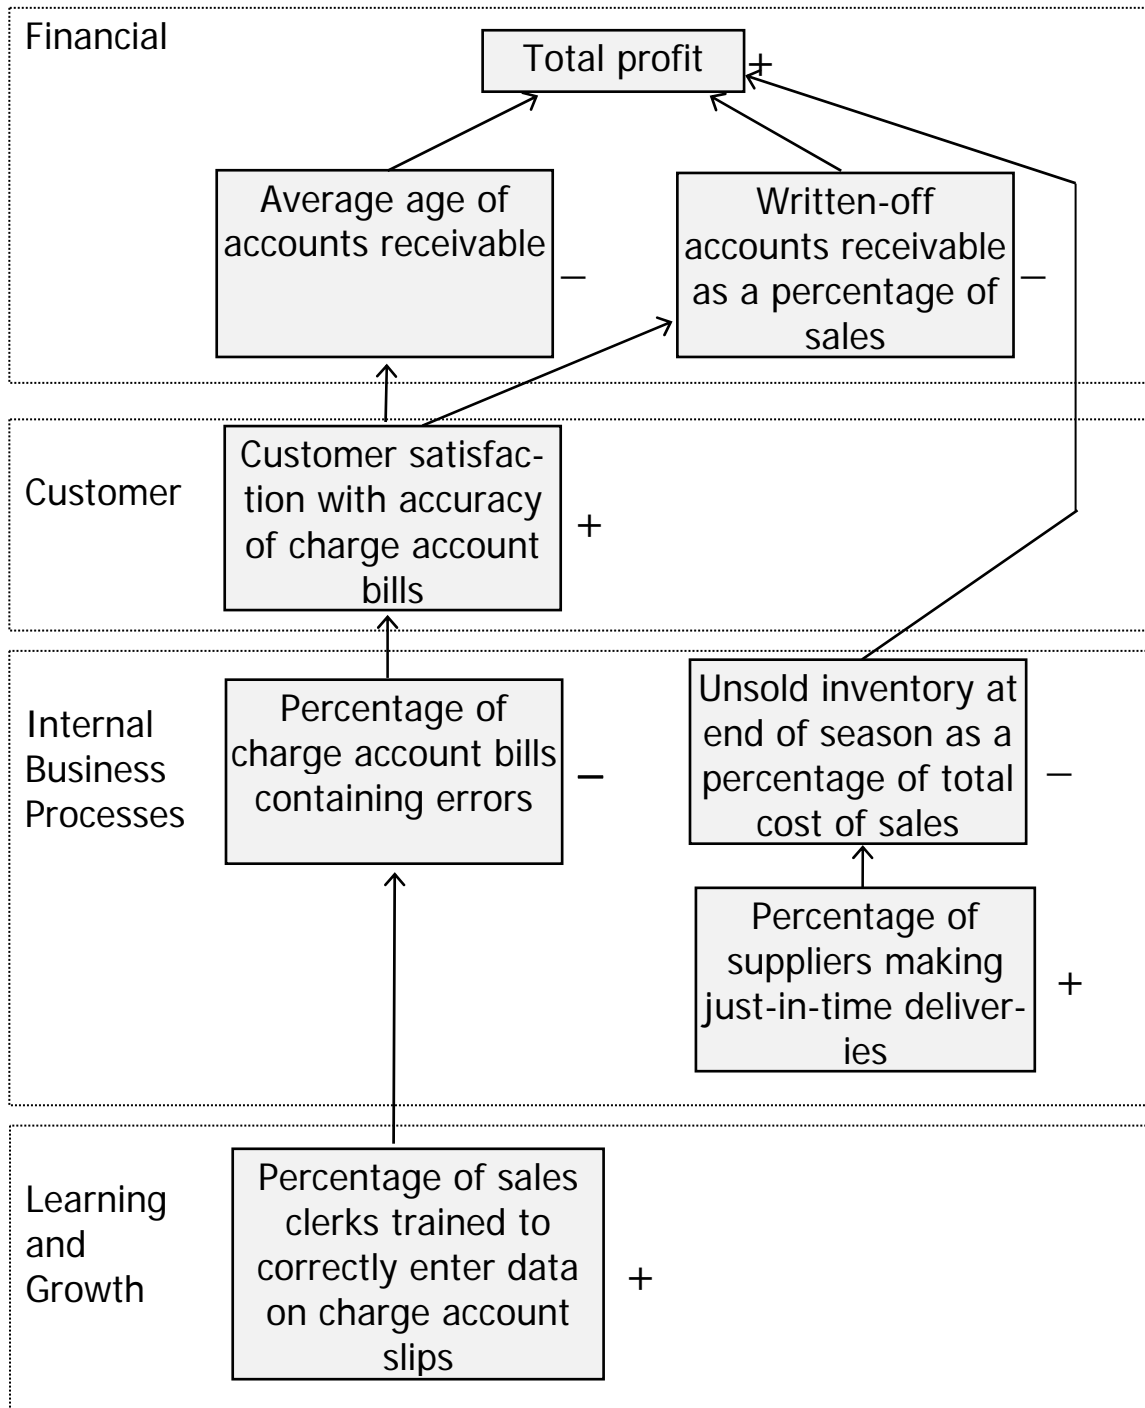 Financial
Total profit
+
Average age of
accounts receivable
–
Written-off
accounts receivable
as a percentage of
sales
–
Customer
Customer satisfac-
tion with accuracy
of charge account
bills
+
Internal
Business
Processes
Percentage of
charge account bills
containing errors
–
Unsold inventory at
end of season as a
percentage of total
cost of sales
–
Percentage of
suppliers making
just-in-time deliver-
ies
+
Learning
and
Growth
Percentage of sales
clerks trained to
correctly enter data
on charge account
slips
+